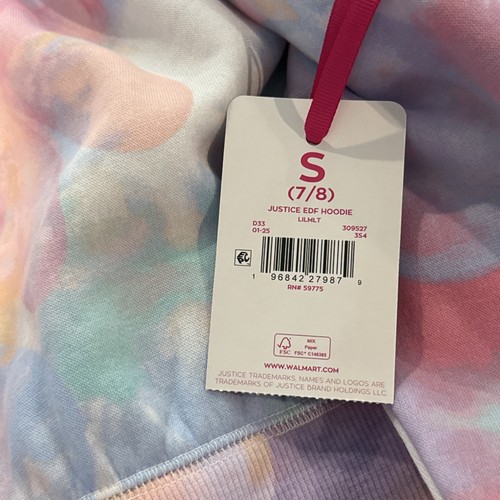 S
(7/8)
JUSTICE EDF HOODIE
LILMLT
D33 309527
01-25 3S4
1 96842 27987 9
RN# 59775
MIX
Paper
FSC FSC® C146385
WWW.WALMART.COM
JUSTICE TRADEMARKS, NAMES AND LOGOS ARE
TRADEMARKS OF JUSTICE BRAND HOLDINGS LLC.